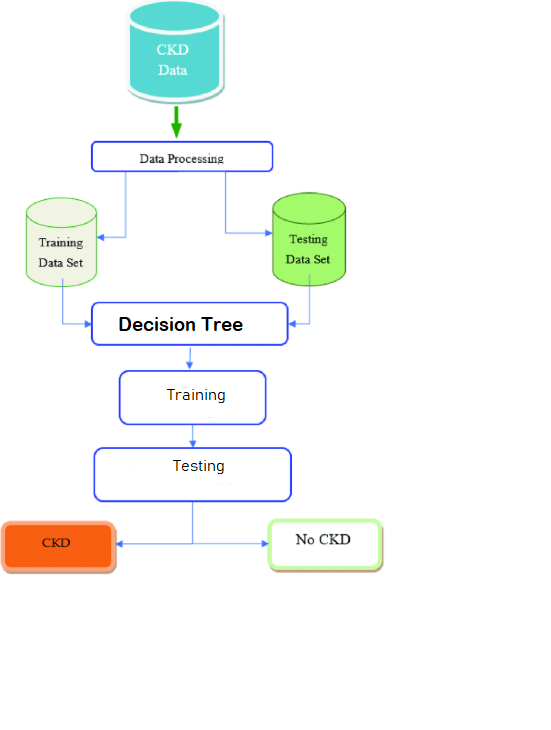 CKD
Data
Data Processing
Training
Data Set
Testing
Data Set
Decision Tree
Training
Testing
CKD
No CKD